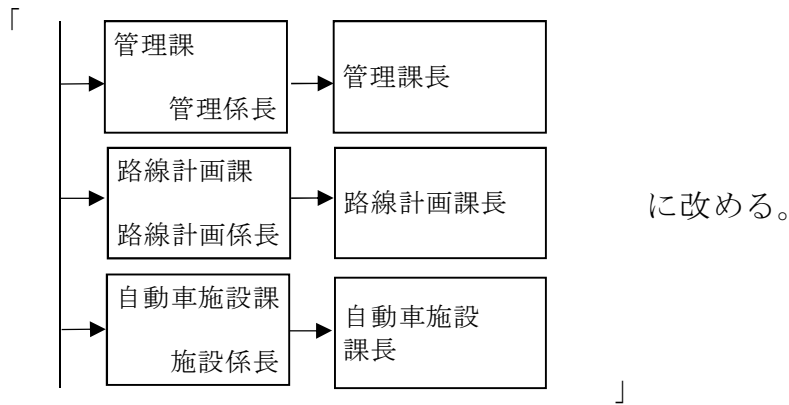 「
管理課
管理係長
管理課長
路線計画課
路線計画係長
路線計画課長
に改める。
自動車施設課
施設係長
自動車施設
課長
」